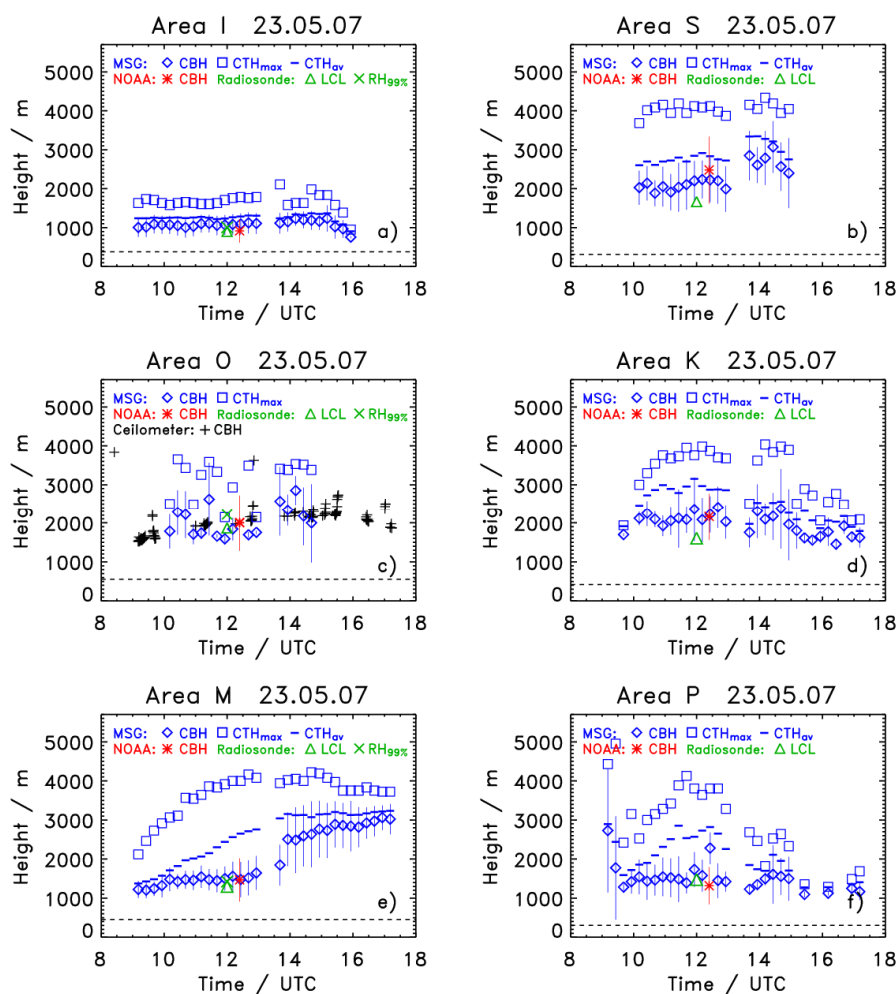 Area I 23.05.07
Height / m
5000
4000
3000
2000
1000
0
MSG: ◇ CBH □ CTHmax − CTHav
NOAA: ✳ CBH Radiosonde: △ LCL ✕ RH99%
a)
8 10 12 14 16 18
Time / UTC
Area S 23.05.07
Height / m
5000
4000
3000
2000
1000
0
MSG: ◇ CBH □ CTHmax − CTHav
NOAA: ✳ CBH Radiosonde: △ LCL
b)
8 10 12 14 16 18
Time / UTC
Area O 23.05.07
Height / m
5000
4000
3000
2000
1000
0
MSG: ◇ CBH □ CTHmax
NOAA: ✳ CBH Radiosonde: △ LCL ✕ RH99%
Ceilometer: + CBH
c)
8 10 12 14 16 18
Time / UTC
Area K 23.05.07
Height / m
5000
4000
3000
2000
1000
0
MSG: ◇ CBH □ CTHmax − CTHav
NOAA: ✳ CBH Radiosonde: △ LCL
d)
8 10 12 14 16 18
Time / UTC
Area M 23.05.07
Height / m
5000
4000
3000
2000
1000
0
MSG: ◇ CBH □ CTHmax − CTHav
NOAA: ✳ CBH Radiosonde: △ LCL ✕ RH99%
e)
8 10 12 14 16 18
Time / UTC
Area P 23.05.07
Height / m
5000
4000
3000
2000
1000
0
MSG: ◇ CBH □ CTHmax − CTHav
NOAA: ✳ CBH Radiosonde: △ LCL
f)
8 10 12 14 16 18
Time / UTC